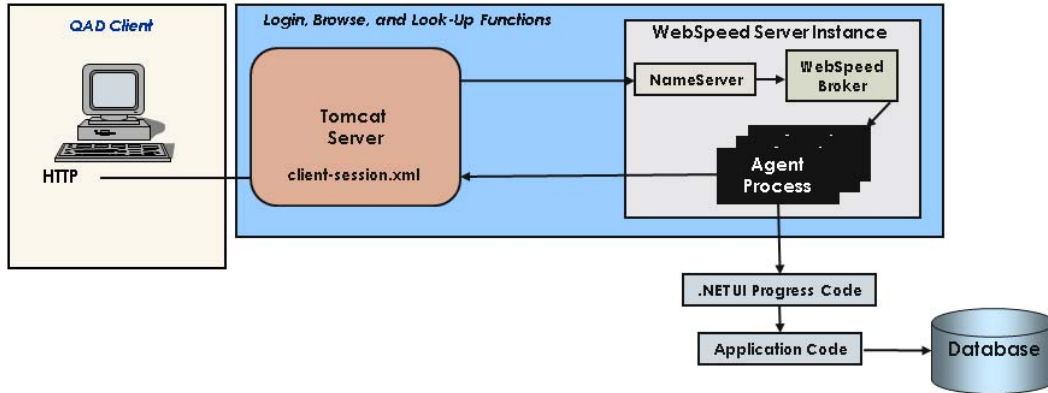 QAD Client
HTTP
Login, Browse, and Look-Up Functions
Tomcat
Server
client-session.xml
WebSpeed Server Instance
NameServer
WebSpeed
Broker
Agent
Process
.NETUI Progress Code
Application Code
Database